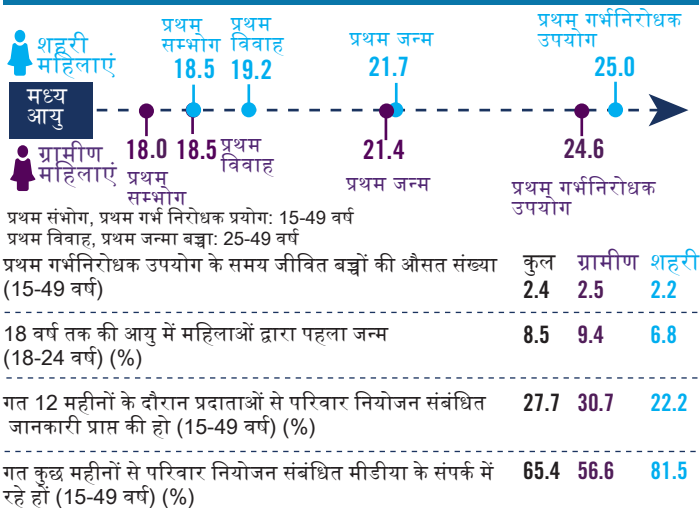 शहरी
महिलाएं
प्रथम
सम्भोग
18.5
प्रथम
विवाह
19.2
प्रथम जन्म
21.7
प्रथम गर्भनिरोधक
उपयोग
25.0
मध्य
आयु
ग्रामीण
महिलाएं
18.0
प्रथम
सम्भोग
18.5 प्रथम
विवाह
21.4
प्रथम जन्म
24.6
प्रथम गर्भनिरोधक
उपयोग
प्रथम संभोग, प्रथम गर्भ निरोधक प्रयोग: 15-49 वर्ष
प्रथम विवाह, प्रथम जन्मा बच्चा: 25-49 वर्ष
प्रथम गर्भनिरोधक उपयोग के समय जीवित बच्चों की औसत संख्या कुल ग्रामीण शहरी
(15-49 वर्ष) 2.4 2.5 2.2
18 वर्ष तक की आयु में महिलाओं द्वारा पहला जन्म 8.5 9.4 6.8
(18-24 वर्ष) (%)
गत 12 महीनों के दौरान प्रदाताओं से परिवार नियोजन संबंधित 27.7 30.7 22.2
जानकारी प्राप्त की हो (15-49 वर्ष) (%)
गत कुछ महीनों से परिवार नियोजन संबंधित मीडिया के संपर्क में 65.4 56.6 81.5
रहे हों (15-49 वर्ष) (%)